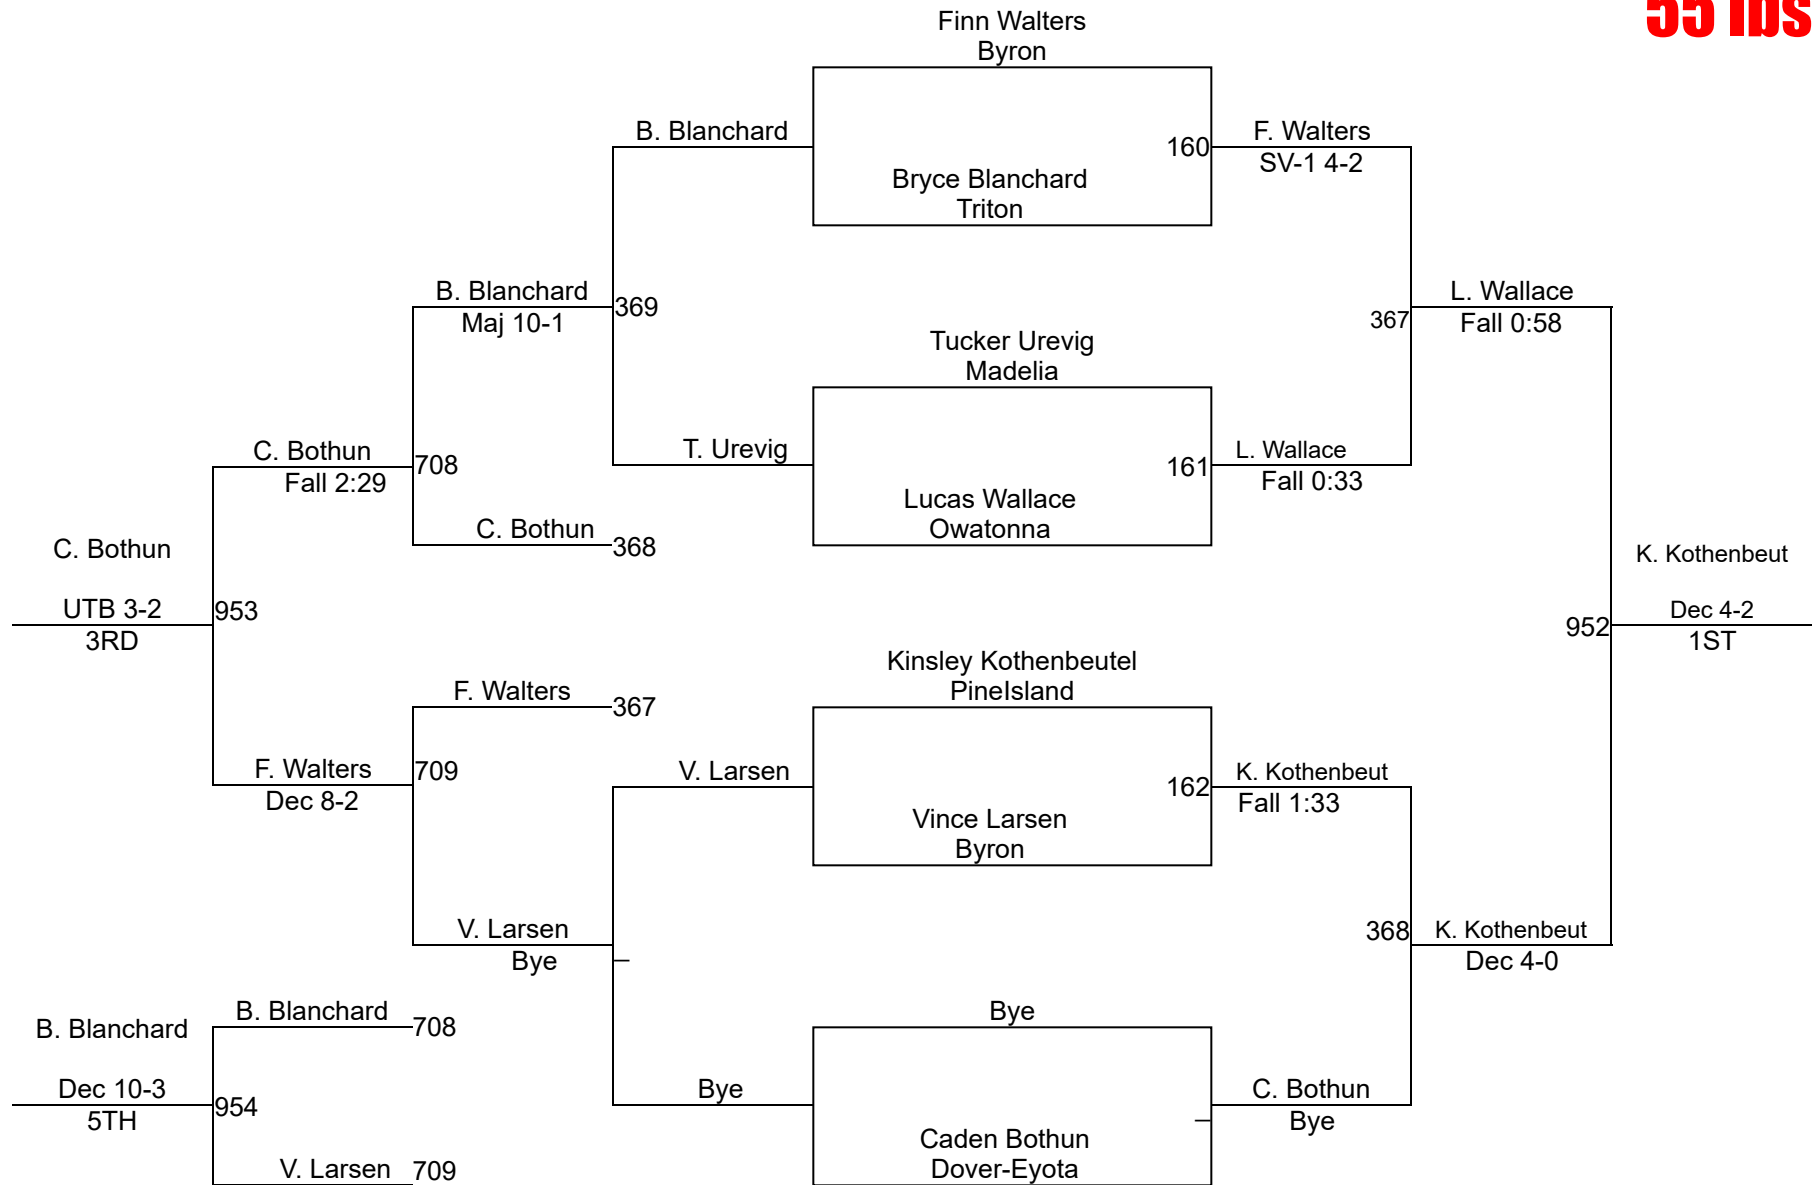 55 lbs
Finn Walters
Byron
B. Blanchard
160
F. Walters
SV-1 4-2
Bryce Blanchard
Triton
B. Blanchard
Maj 10-1
369
L. Wallace
Fall 0:58
367
Tucker Urevig
Madelia
C. Bothun
Fall 2:29
708
T. Urevig
161
L. Wallace
Fall 0:33
Lucas Wallace
Owatonna
C. Bothun
368
C. Bothun
UTB 3-2
3RD
953
K. Kothenbeut
Dec 4-2
1ST
952
Kinsley Kothenbeutel
PineIsland
F. Walters
367
F. Walters
Dec 8-2
709
V. Larsen
162
K. Kothenbeut
Fall 1:33
Vince Larsen
Byron
V. Larsen
Bye
368
K. Kothenbeut
Dec 4-0
B. Blanchard
708
Bye
B. Blanchard
Dec 10-3
5TH
954
Bye
C. Bothun
Bye
Caden Bothun
Dover-Eyota
V. Larsen
709